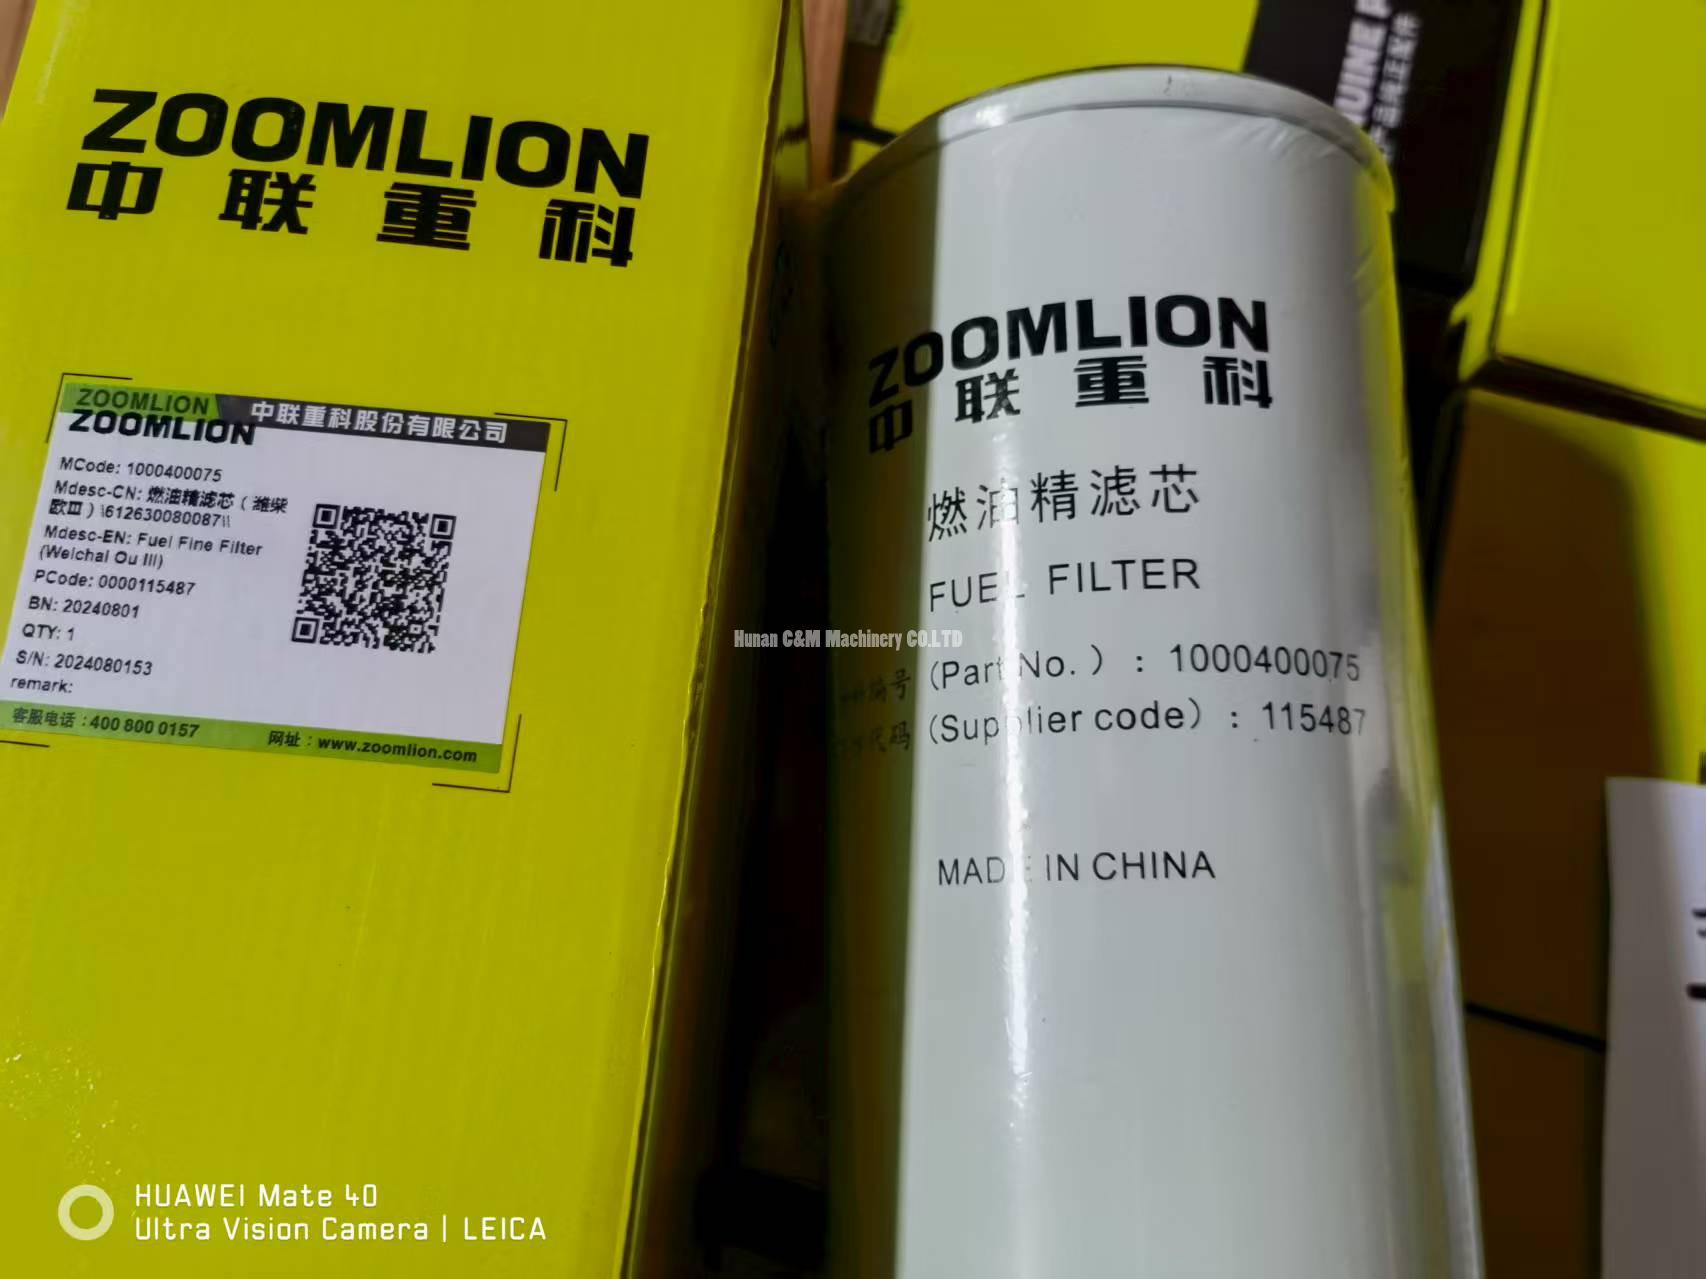 ZOOMLION
中联重科
ZOOMLION 中联重科股份有限公司
ZOOMLION
MCode: 1000400075
Mdesc-CN: 燃油精滤芯（潍柴
欧Ⅲ）\612630080087\\
Mdesc-EN: Fuel Fine Filter
(Weichai Ou III)
PCode: 0000115487
BN: 20240801
QTY: 1
S/N: 2024080153
remark:
客服电话：400 800 0157 网址：www.zoomlion.com
ZOOMLION
中联重科
燃油精滤芯
FUEL FILTER
编号（Part No.）：1000400075
代码（Supplier code）：115487
MADE IN CHINA
Hunan C&M Machinery CO.LTD
HUAWEI Mate 40
Ultra Vision Camera | LEICA